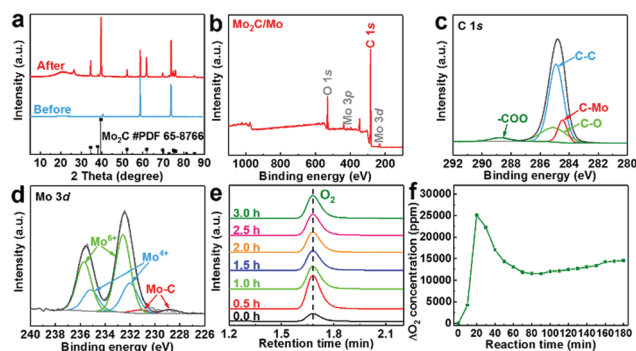 a
After
Before
Mo₂C #PDF 65-8766
Intensity (a.u.)
10 20 30 40 50 60 70 80 90
2 Theta (degree)
b
Mo₂C/Mo
O 1s
Mo 3p
C 1s
Mo 3d
Intensity (a.u.)
1000 800 600 400 200
Binding energy (eV)
c
C 1s
C-C
C-Mo
C-O
-COO
Intensity (a.u.)
292 290 288 286 284 282 280
Binding energy (eV)
d
Mo 3d
Mo⁶⁺
Mo⁴⁺
Mo-C
Intensity (a.u.)
240 238 236 234 232 230 228 226
Binding energy (eV)
e
O₂
3.0 h
2.5 h
2.0 h
1.5 h
1.0 h
0.5 h
0.0 h
Intensity (a.u.)
1.2 1.5 1.8 2.1
Retention time (min)
f
30000
25000
20000
15000
10000
5000
0
ΔO₂ concentration (ppm)
0 20 40 60 80 100 120 140 160 180
Reaction time (min)